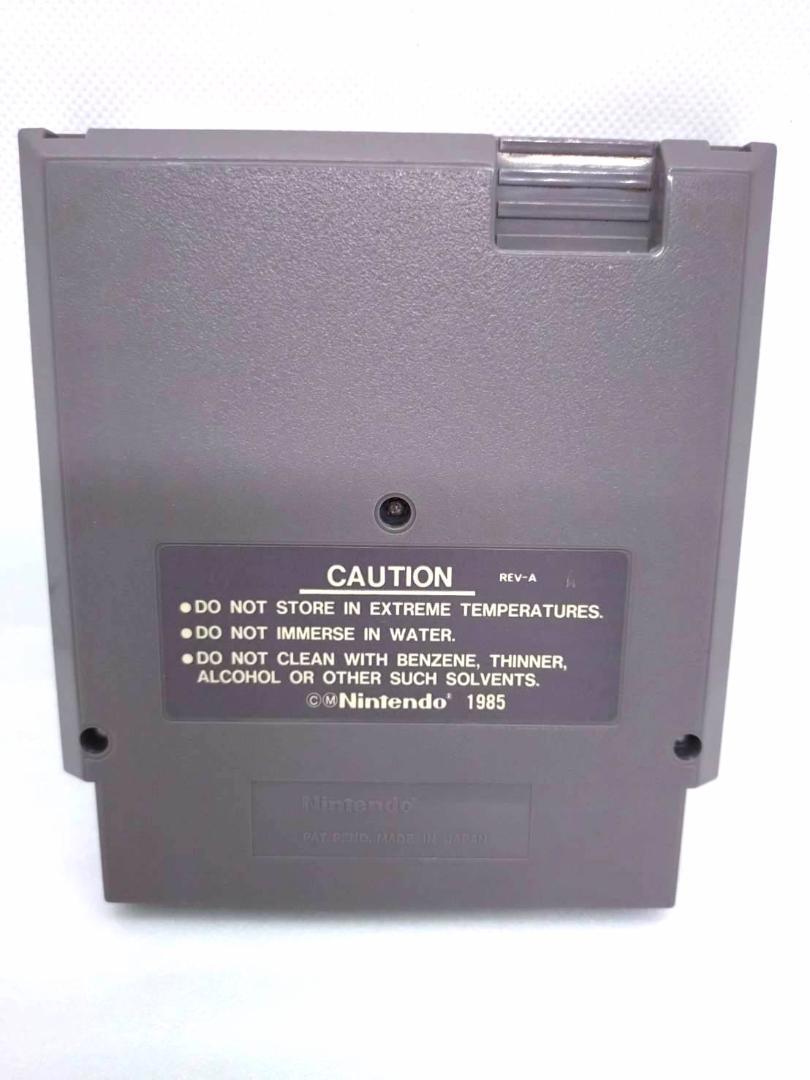 CAUTION REV-A A
●DO NOT STORE IN EXTREME TEMPERATURES.
●DO NOT IMMERSE IN WATER.
●DO NOT CLEAN WITH BENZENE, THINNER,
ALCOHOL OR OTHER SUCH SOLVENTS.
ⒸⓂNintendo® 1985
Nintendo®
PAT. PEND. MADE IN JAPAN